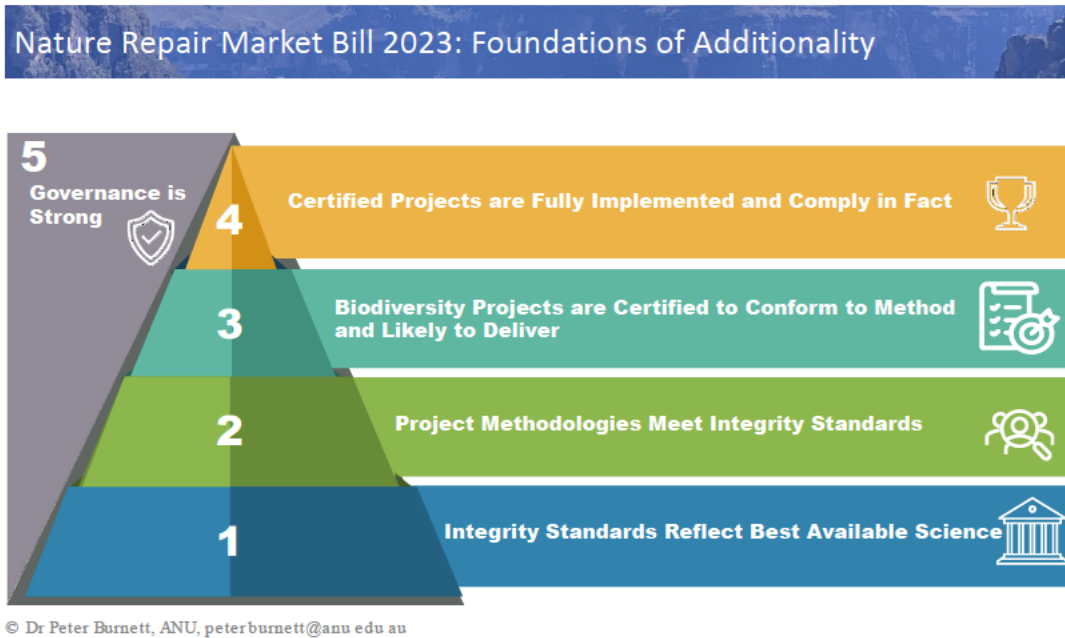 Nature Repair Market Bill 2023: Foundations of Additionality
5
Governance is
Strong
4
Certified Projects are Fully Implemented and Comply in Fact
3
Biodiversity Projects are Certified to Conform to Method
and Likely to Deliver
2
Project Methodologies Meet Integrity Standards
1
Integrity Standards Reflect Best Available Science
© Dr Peter Burnett, ANU, peterburnett@anu edu au